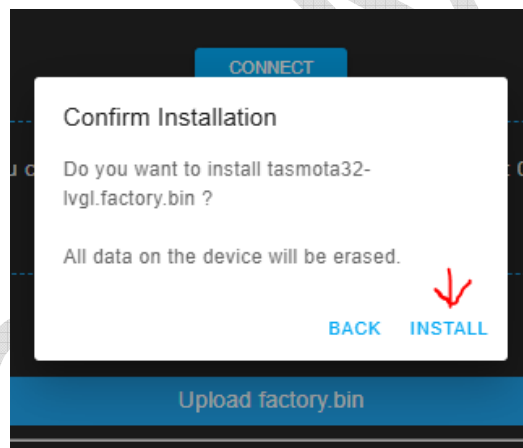 CONNECT
Confirm Installation
Do you want to install tasmota32-
lvgl.factory.bin ?
All data on the device will be erased.
BACK INSTALL
Upload factory.bin